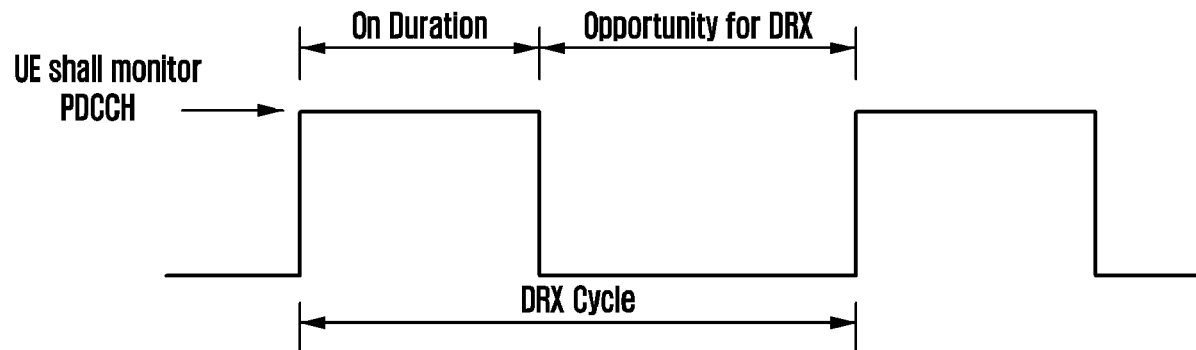 On Duration
Opportunity for DRX
UE shall monitor
PDCCH
DRX Cycle